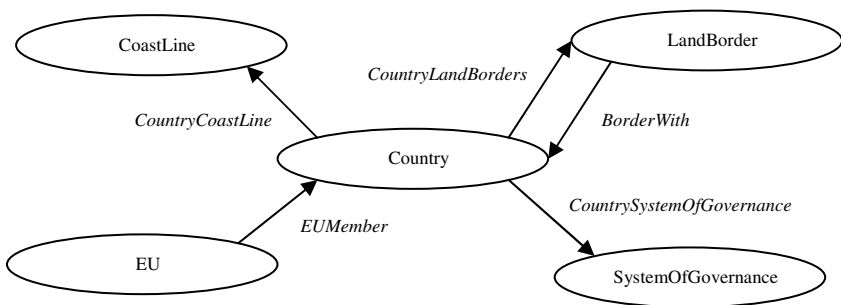 CoastLine
LandBorder
CountryLandBorders
CountryCoastLine
BorderWith
Country
CountrySystemOfGovernance
EUMember
EU
SystemOfGovernance